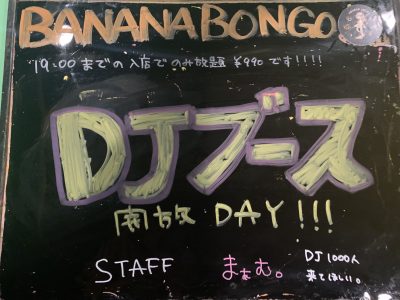 BANANA BONGO
19:00までの入店でのみ放題 ¥990です!!!!
DJブース
開放 DAY!!!
STAFF まぁむ。 DJ 1000人
来てほしい。